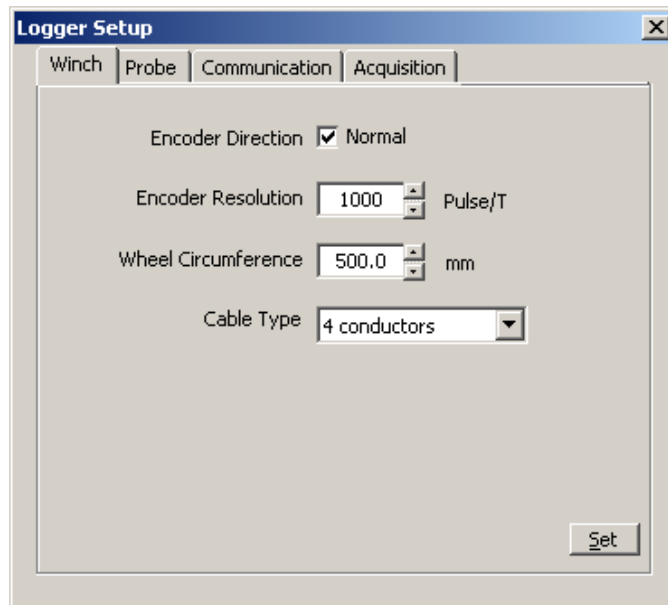 Logger Setup
Winch Probe Communication Acquisition
Encoder Direction Normal
Encoder Resolution 1000 Pulse/T
Wheel Circumference 500.0 mm
Cable Type 4 conductors
Set